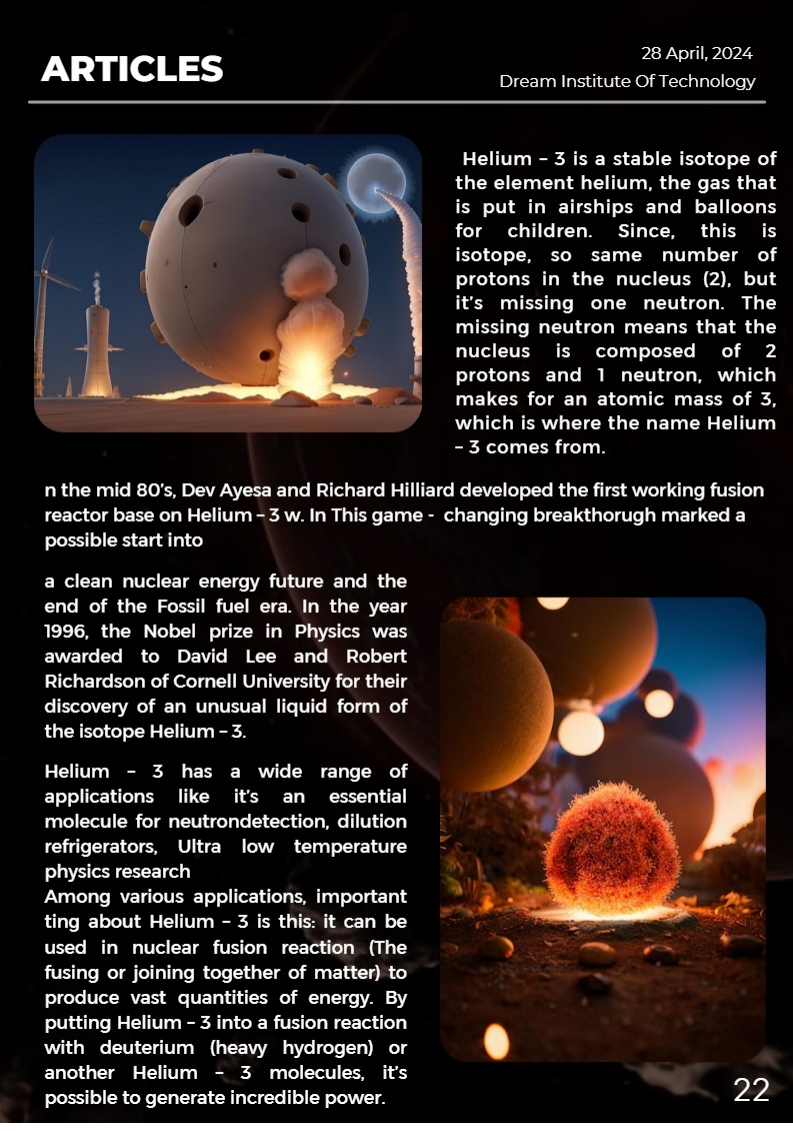 ARTICLES
28 April, 2024
Dream Institute Of Technology
Helium – 3 is a stable isotope of
the element helium, the gas that
is put in airships and balloons
for children. Since, this is
isotope, so same number of
protons in the nucleus (2), but
it's missing one neutron. The
missing neutron means that the
nucleus is composed of 2
protons and 1 neutron, which
makes for an atomic mass of 3,
which is where the name Helium
– 3 comes from.
n the mid 80's, Dev Ayesa and Richard Hilliard developed the first working fusion
reactor base on Helium – 3 w. In This game - changing breakthorugh marked a
possible start into
a clean nuclear energy future and the
end of the Fossil fuel era. In the year
1996, the Nobel prize in Physics was
awarded to David Lee and Robert
Richardson of Cornell University for their
discovery of an unusual liquid form of
the isotope Helium – 3.
Helium – 3 has a wide range of
applications like it's an essential
molecule for neutrondetection, dilution
refrigerators, Ultra low temperature
physics research
Among various applications, important
ting about Helium – 3 is this: it can be
used in nuclear fusion reaction (The
fusing or joining together of matter) to
produce vast quantities of energy. By
putting Helium – 3 into a fusion reaction
with deuterium (heavy hydrogen) or
another Helium – 3 molecules, it's
possible to generate incredible power.
22